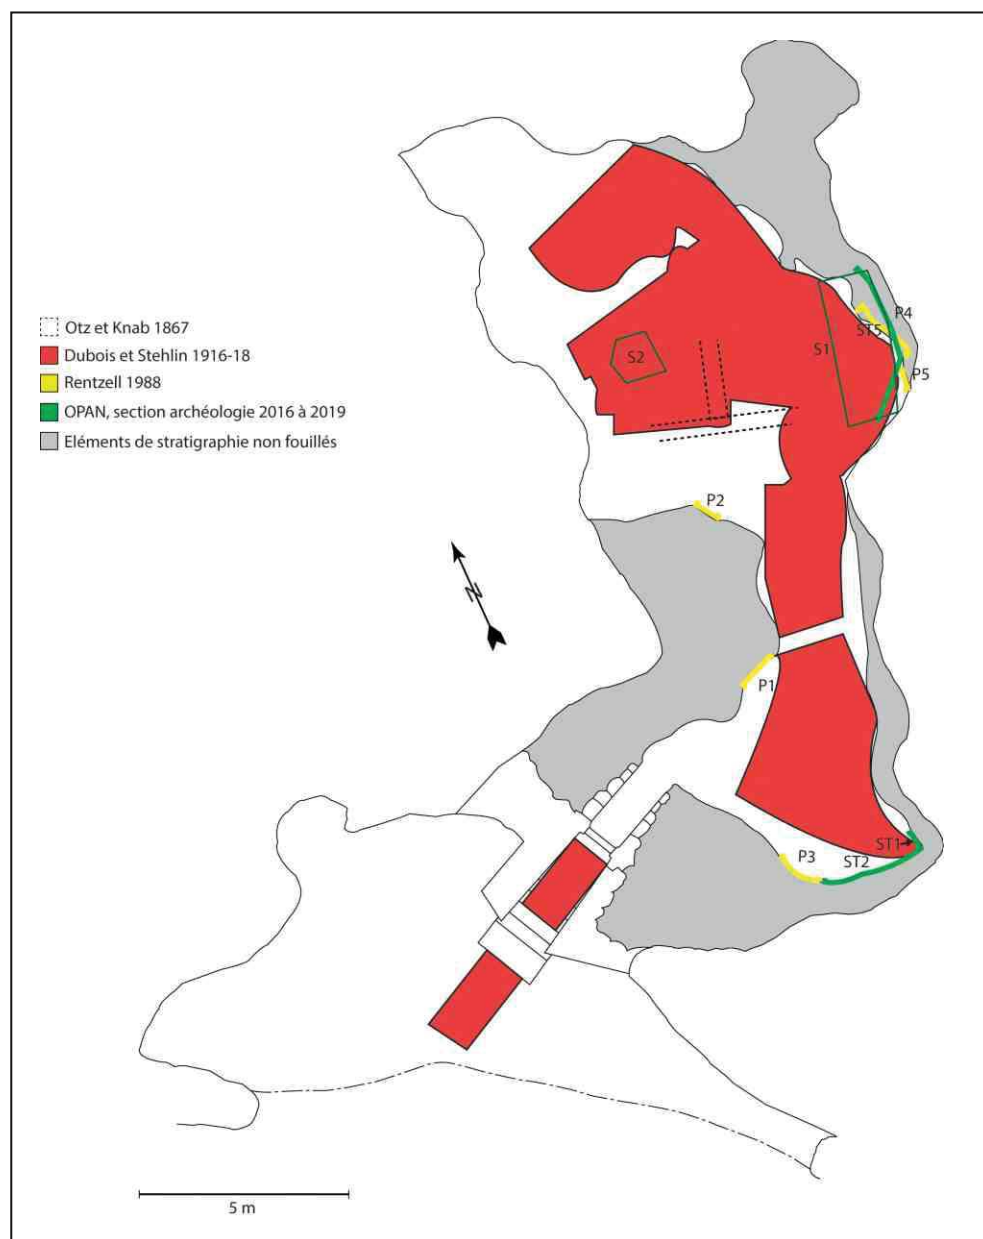 Otz et Knab 1867
Dubois et Stehlin 1916-18
Rentzell 1988
OPAN, section archéologie 2016 à 2019
Eléments de stratigraphie non fouillés
P4
ST5
S1
S2
P5
P2
N
P1
ST1
P3
ST2
5 m